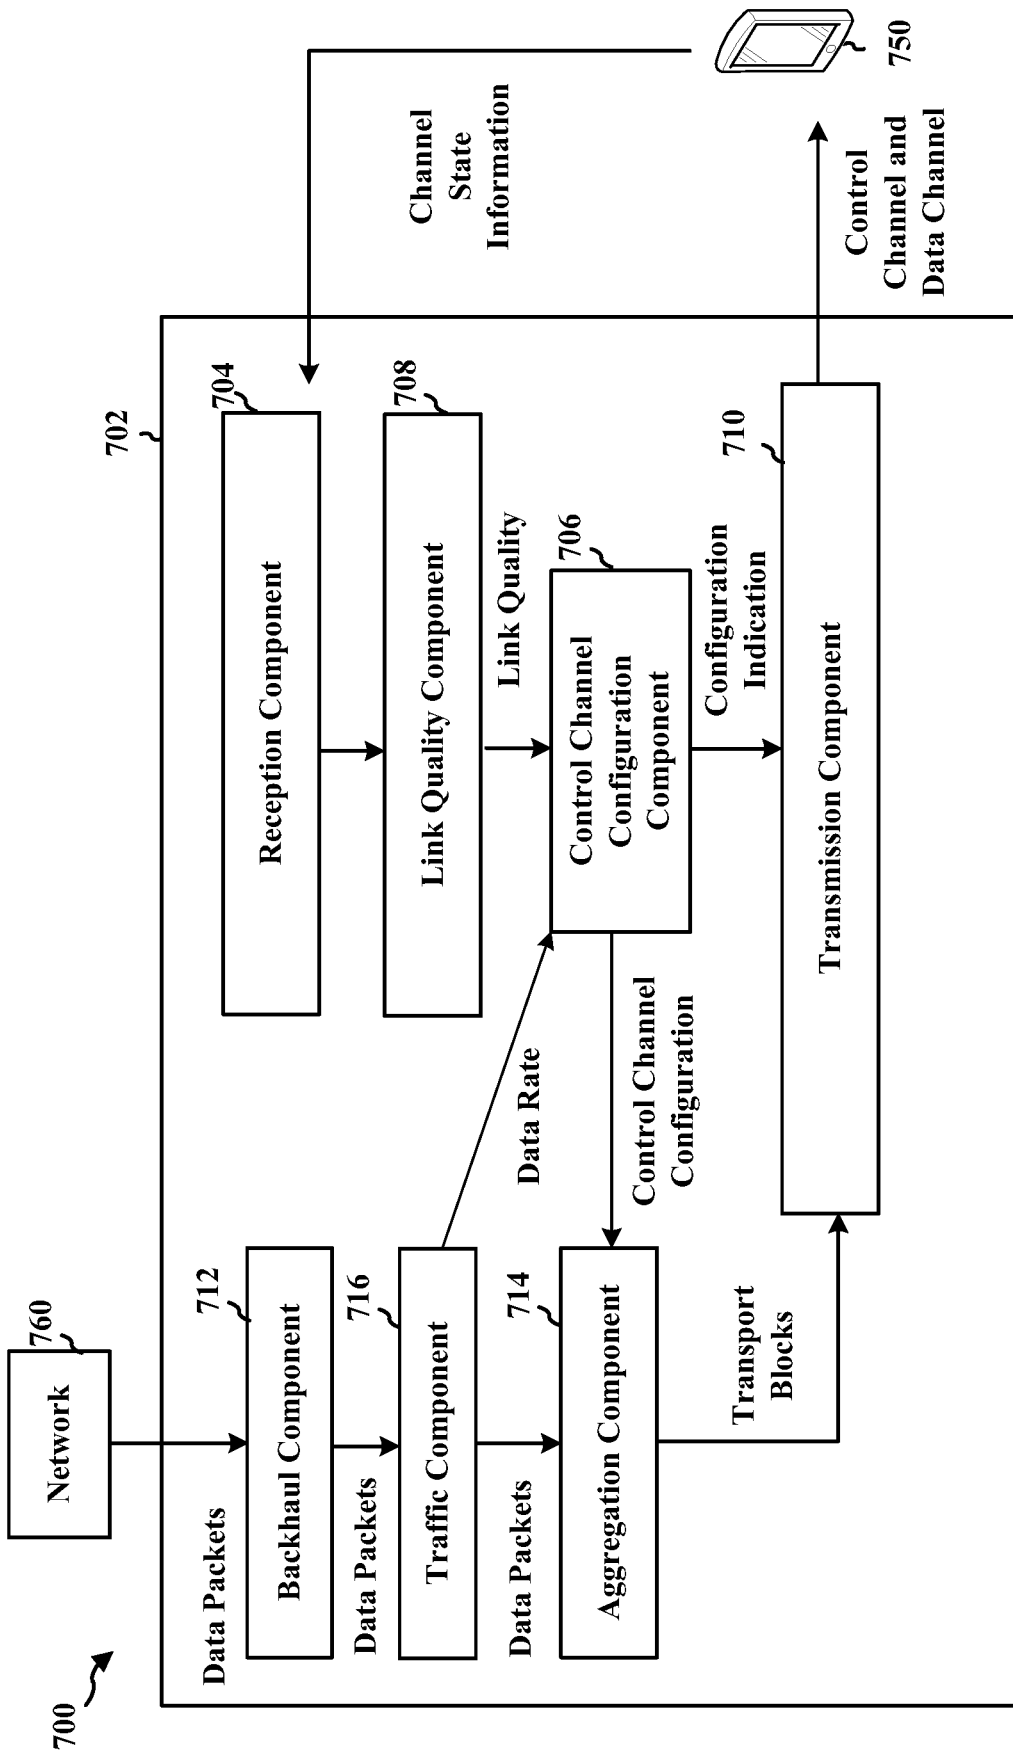 700
Network
760
702
Data Packets
Backhaul Component
712
Data Packets
Traffic Component
716
Data Packets
Aggregation Component
714
Transport
Blocks
Data Rate
Control Channel
Configuration
Reception Component
704
Link Quality Component
708
Link Quality
Control Channel
Configuration
Component
706
Configuration
Indication
Transmission Component
710
Channel
State
Information
Control
Channel and
Data Channel
750